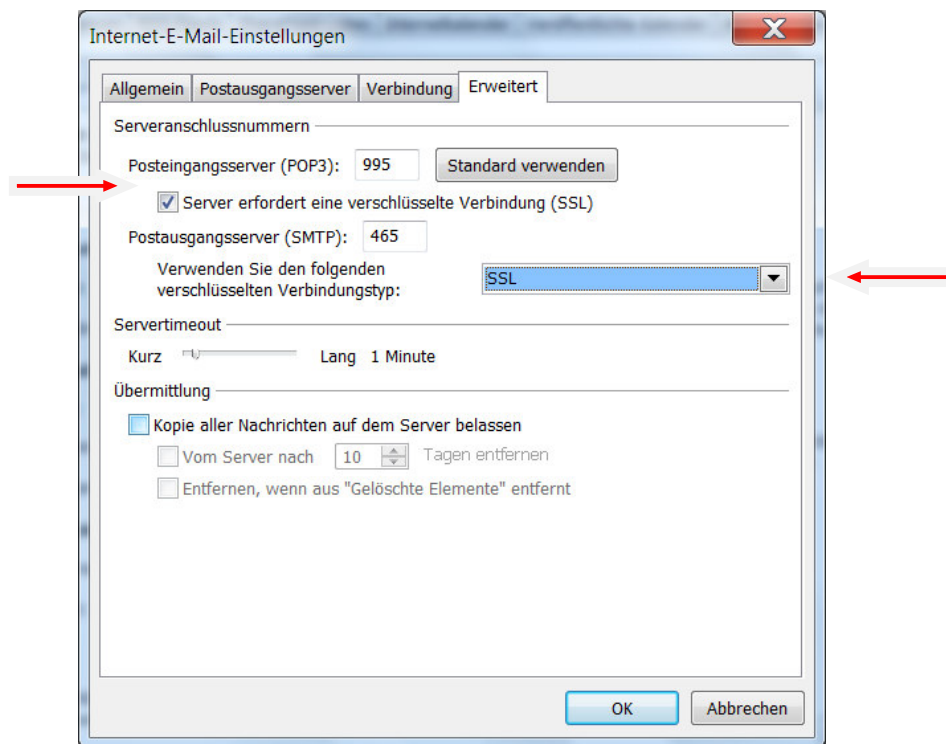 Internet-E-Mail-Einstellungen
Allgemein Postausgangsserver Verbindung Erweitert
Serveranschlussnummern
Posteingangsserver (POP3): 995 Standard verwenden
Server erfordert eine verschlüsselte Verbindung (SSL)
Postausgangsserver (SMTP): 465
Verwenden Sie den folgenden
verschlüsselten Verbindungstyp: SSL
Servertimeout
Kurz Lang 1 Minute
Übermittlung
Kopie aller Nachrichten auf dem Server belassen
Vom Server nach 10 Tagen entfernen
Entfernen, wenn aus "Gelöschte Elemente" entfernt
OK Abbrechen